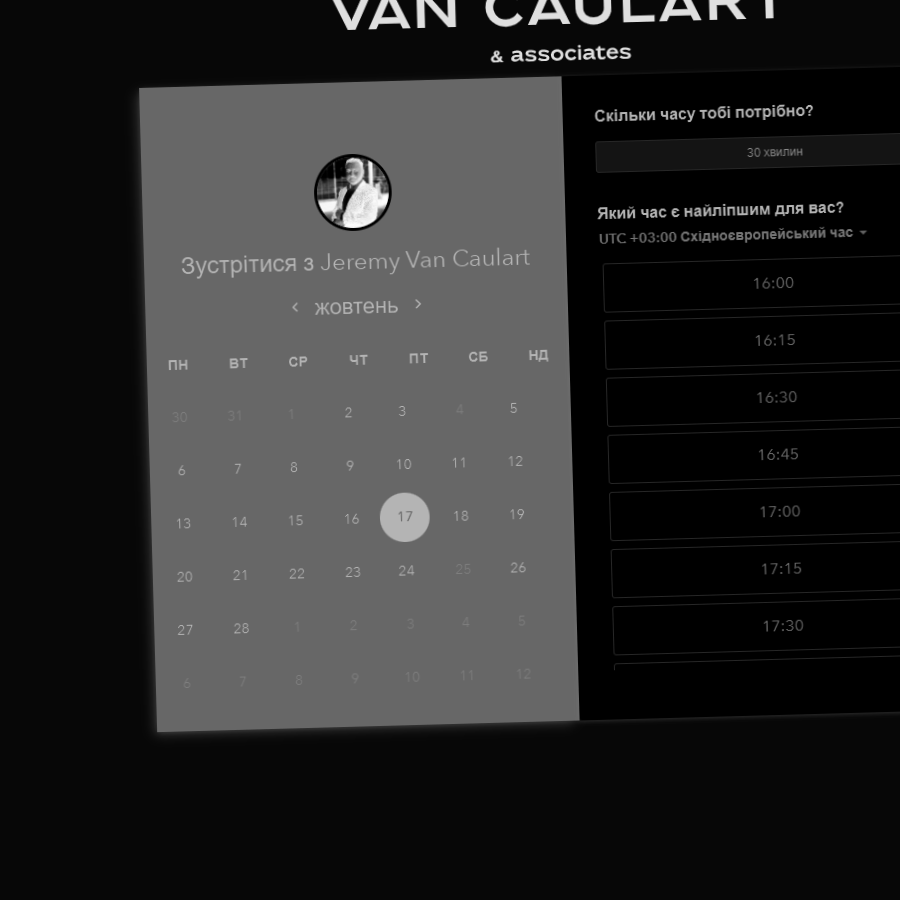 VAN CAULART
& associates
Зустрітися з Jeremy Van Caulart
жовтень
ПН ВТ СР ЧТ ПТ СБ НД
30 31 1 2 3 4 5
6 7 8 9 10 11 12
13 14 15 16 17 18 19
20 21 22 23 24 25 26
27 28 1 2 3 4 5
6 7 8 9 10 11 12
Скільки часу тобі потрібно?
30 хвилин
Який час є найліпшим для вас?
UTC +03:00 Східноєвропейський час
16:00
16:15
16:30
16:45
17:00
17:15
17:30